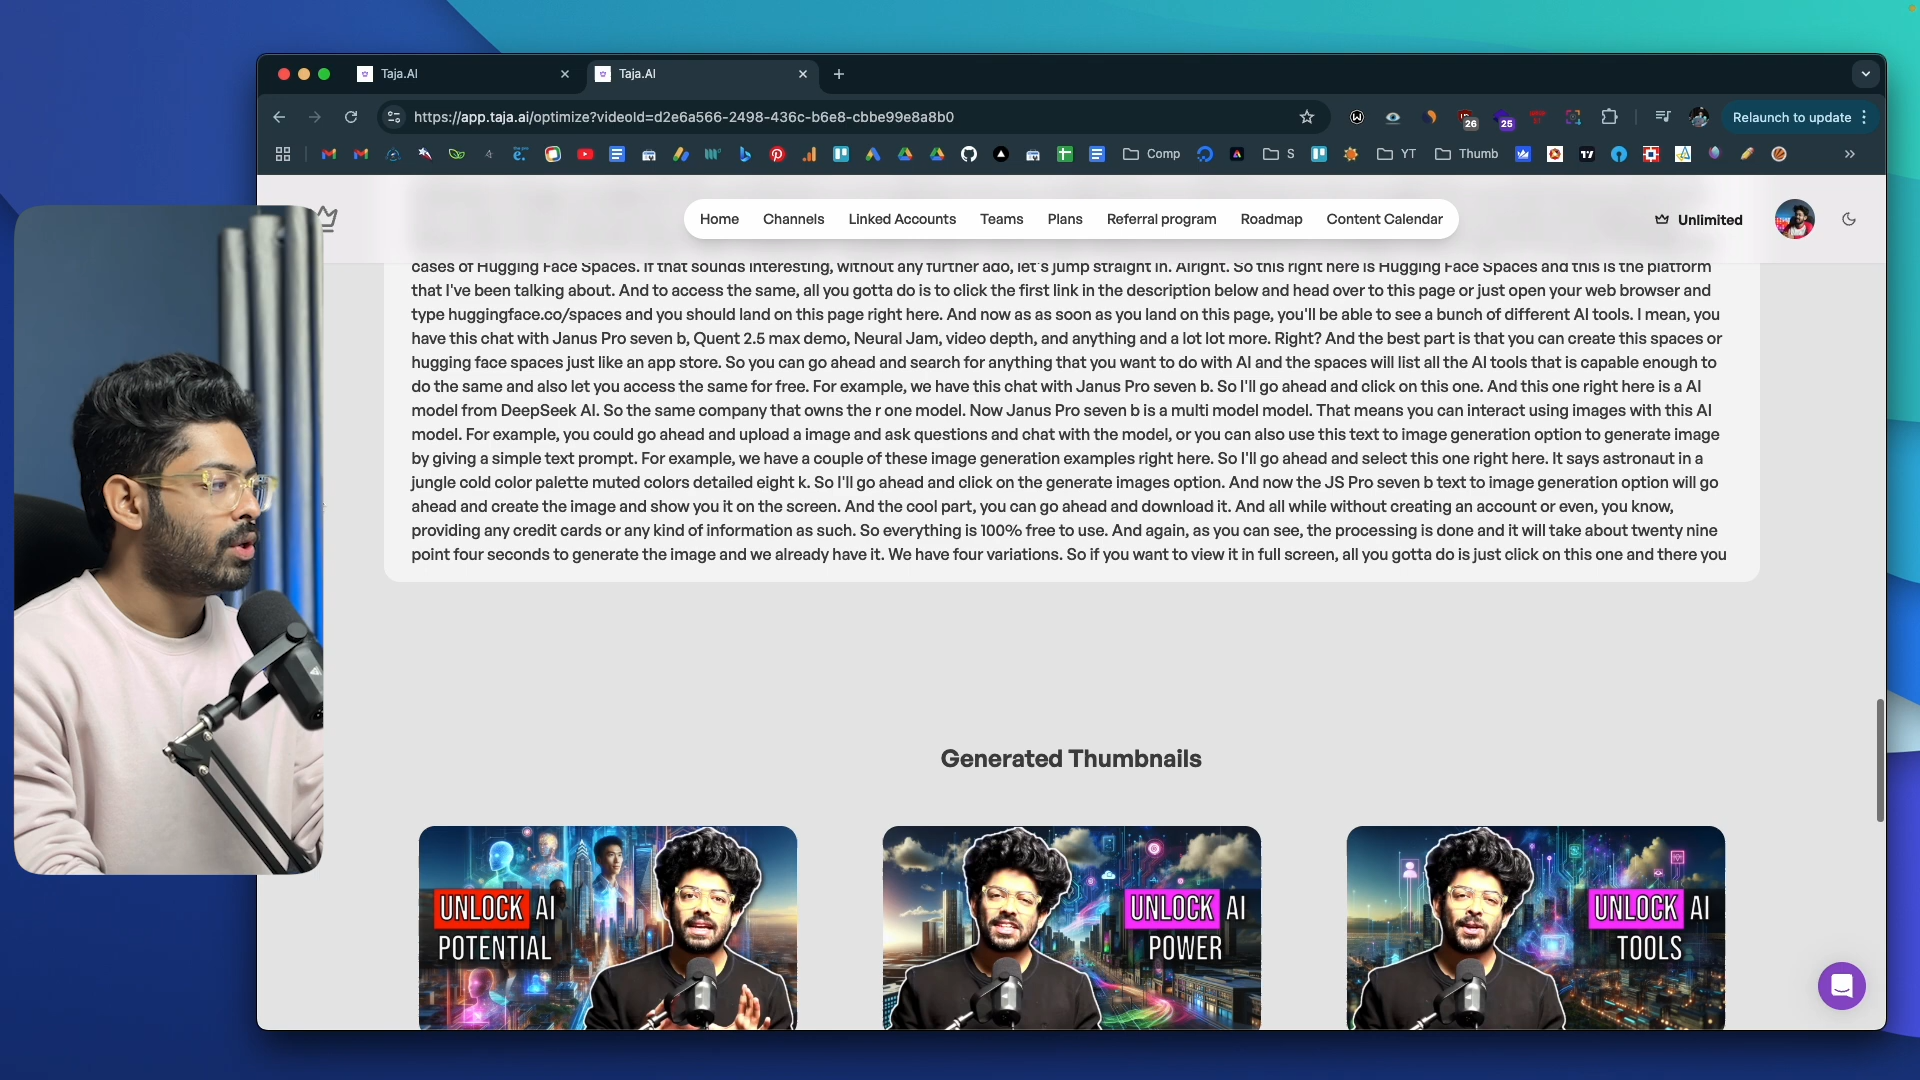 Taja.AI
Taja.AI
https://app.taja.ai/optimize?videoId=d2e6a566-2498-436c-b6e8-cbbe99e8a8b0
26
25
Relaunch to update
Comp
S
YT
Thumb
Home
Channels
Linked Accounts
Teams
Plans
Referral program
Roadmap
Content Calendar
Unlimited
cases of Hugging Face Spaces. If that sounds interesting, without any further ado, let's jump straight in. Alright. So this right here is Hugging Face Spaces and this is the platform
that I've been talking about. And to access the same, all you gotta do is to click the first link in the description below and head over to this page or just open your web browser and
type huggingface.co/spaces and you should land on this page right here. And now as as soon as you land on this page, you'll be able to see a bunch of different AI tools. I mean, you
have this chat with Janus Pro seven b, Quent 2.5 max demo, Neural Jam, video depth, and anything and a lot lot more. Right? And the best part is that you can create this spaces or
hugging face spaces just like an app store. So you can go ahead and search for anything that you want to do with AI and the spaces will list all the AI tools that is capable enough to
do the same and also let you access the same for free. For example, we have this chat with Janus Pro seven b. So I'll go ahead and click on this one. And this one right here is a AI
model from DeepSeek AI. So the same company that owns the r one model. Now Janus Pro seven b is a multi model model. That means you can interact using images with this AI
model. For example, you could go ahead and upload a image and ask questions and chat with the model, or you can also use this text to image generation option to generate image
by giving a simple text prompt. For example, we have a couple of these image generation examples right here. So I'll go ahead and select this one right here. It says astronaut in a
jungle cold color palette muted colors detailed eight k. So I'll go ahead and click on the generate images option. And now the JS Pro seven b text to image generation option will go
ahead and create the image and show you it on the screen. And the cool part, you can go ahead and download it. And all while without creating an account or even, you know,
providing any credit cards or any kind of information as such. So everything is 100% free to use. And again, as you can see, the processing is done and it will take about twenty nine
point four seconds to generate the image and we already have it. We have four variations. So if you want to view it in full screen, all you gotta do is just click on this one and there you
Generated Thumbnails
UNLOCK AI
POTENTIAL
UNLOCK AI
POWER
UNLOCK AI
TOOLS